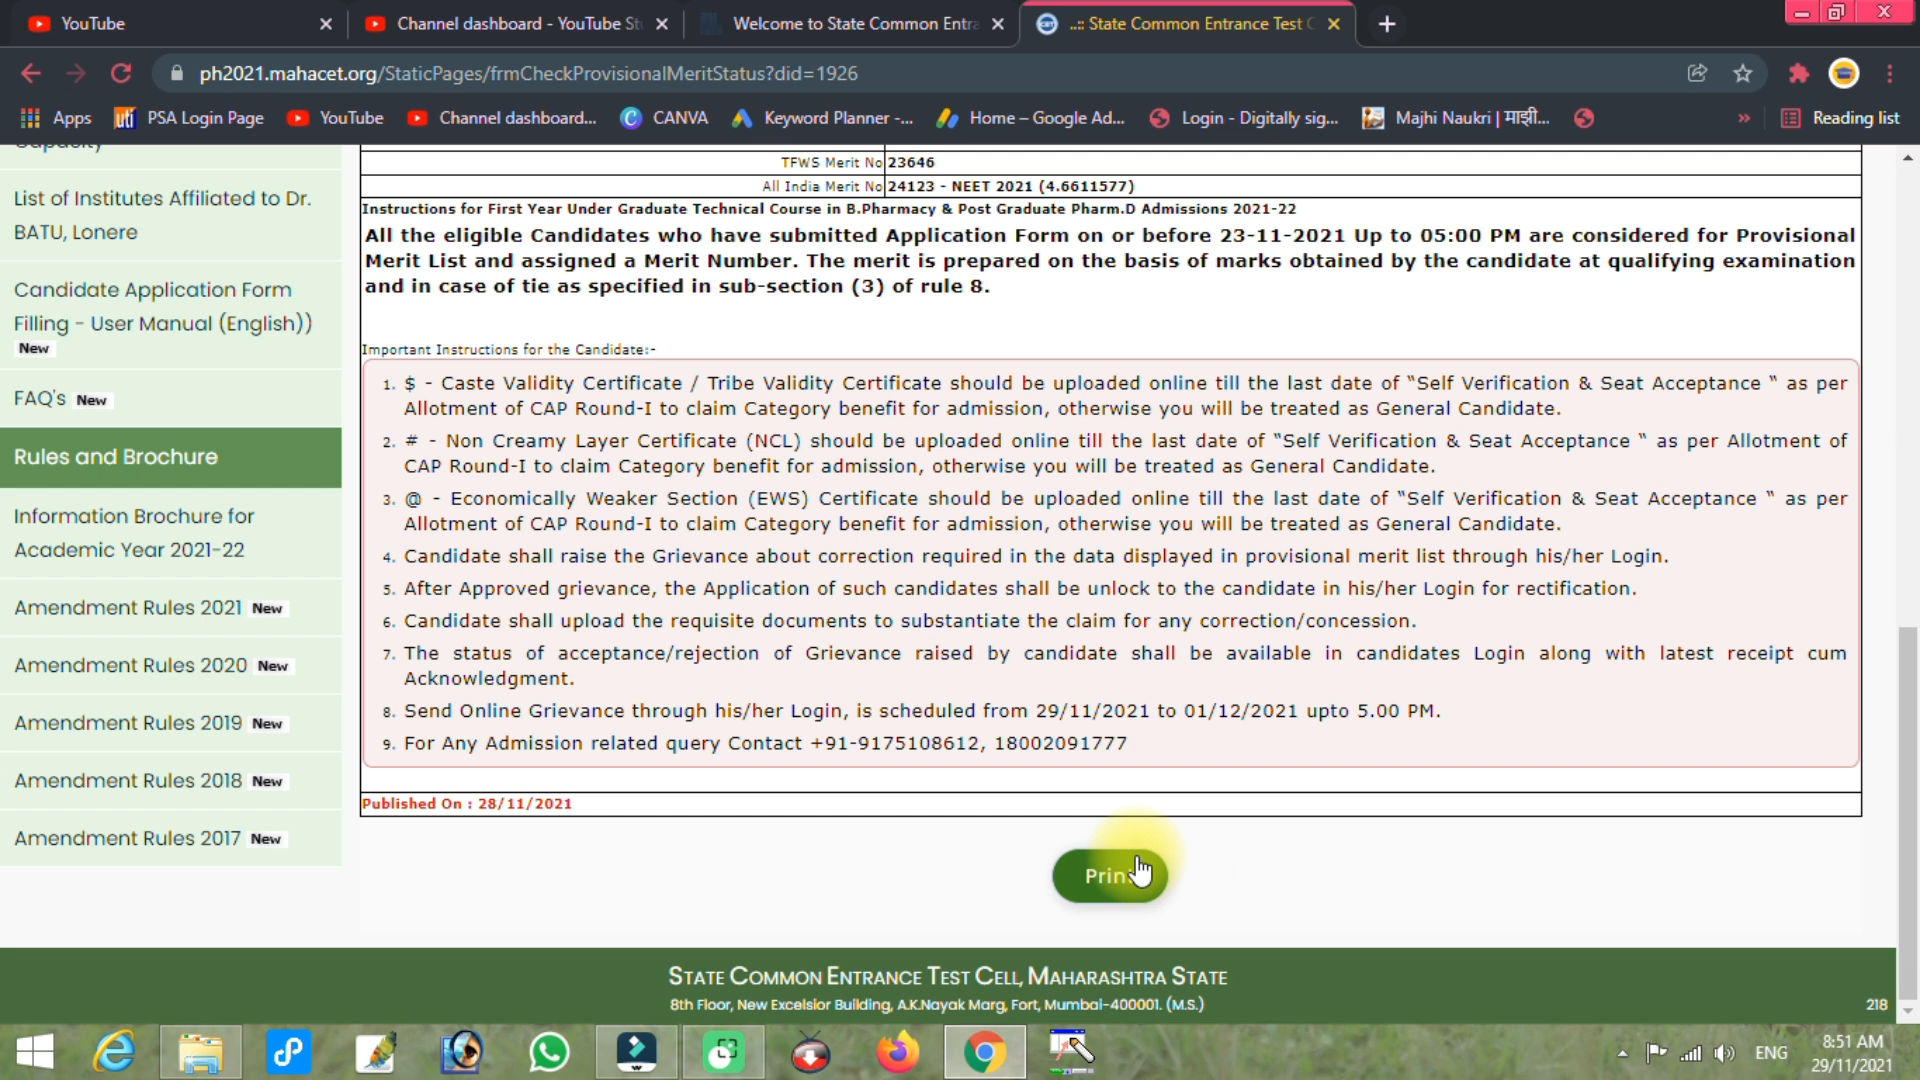 YouTube
Channel dashboard - YouTube St
Welcome to State Common Entra
..:: State Common Entrance Test C
ph2021.mahacet.org/StaticPages/frmCheckProvisionalMeritStatus?did=1926
Apps
uti
PSA Login Page
YouTube
Channel dashboard...
CANVA
Keyword Planner -...
Home – Google Ad...
Login - Digitally sig...
Majhi Naukri | माझी...
»
Reading list
Capacity
List of Institutes Affiliated to Dr.
BATU, Lonere
Candidate Application Form
Filling - User Manual (English))
New
FAQ's New
Rules and Brochure
Information Brochure for
Academic Year 2021-22
Amendment Rules 2021 New
Amendment Rules 2020 New
Amendment Rules 2019 New
Amendment Rules 2018 New
Amendment Rules 2017 New
TFWS Merit No 23646
All India Merit No 24123 - NEET 2021 (4.6611577)
Instructions for First Year Under Graduate Technical Course in B.Pharmacy & Post Graduate Pharm.D Admissions 2021-22
All the eligible Candidates who have submitted Application Form on or before 23-11-2021 Up to 05:00 PM are considered for Provisional
Merit List and assigned a Merit Number. The merit is prepared on the basis of marks obtained by the candidate at qualifying examination
and in case of tie as specified in sub-section (3) of rule 8.
Important Instructions for the Candidate:-
1. $ - Caste Validity Certificate / Tribe Validity Certificate should be uploaded online till the last date of “Self Verification & Seat Acceptance “ as per
Allotment of CAP Round-I to claim Category benefit for admission, otherwise you will be treated as General Candidate.
2. # - Non Creamy Layer Certificate (NCL) should be uploaded online till the last date of “Self Verification & Seat Acceptance “ as per Allotment of
CAP Round-I to claim Category benefit for admission, otherwise you will be treated as General Candidate.
3. @ - Economically Weaker Section (EWS) Certificate should be uploaded online till the last date of “Self Verification & Seat Acceptance “ as per
Allotment of CAP Round-I to claim Category benefit for admission, otherwise you will be treated as General Candidate.
4. Candidate shall raise the Grievance about correction required in the data displayed in provisional merit list through his/her Login.
5. After Approved grievance, the Application of such candidates shall be unlock to the candidate in his/her Login for rectification.
6. Candidate shall upload the requisite documents to substantiate the claim for any correction/concession.
7. The status of acceptance/rejection of Grievance raised by candidate shall be available in candidates Login along with latest receipt cum
Acknowledgment.
8. Send Online Grievance through his/her Login, is scheduled from 29/11/2021 to 01/12/2021 upto 5.00 PM.
9. For Any Admission related query Contact +91-9175108612, 18002091777
Published On : 28/11/2021
Print
STATE COMMON ENTRANCE TEST CELL, MAHARASHTRA STATE
8th Floor, New Excelsior Building, A.K.Nayak Marg, Fort, Mumbai-400001. (M.S.)
218
ENG
8:51 AM
29/11/2021